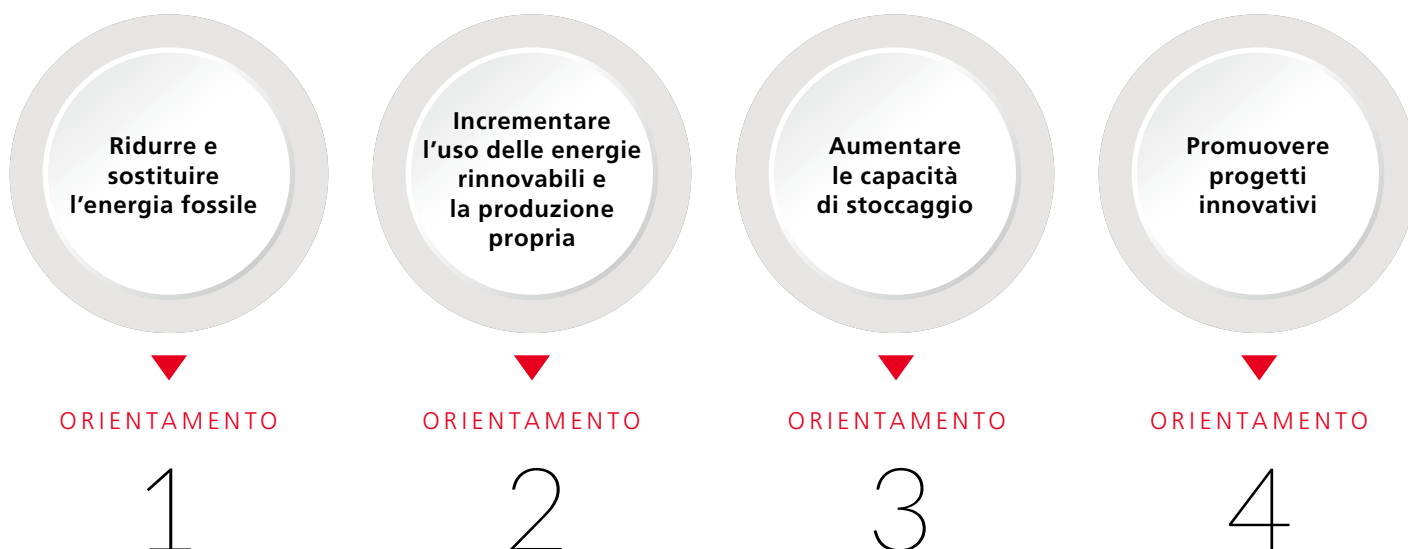 Ridurre e
sostituire
l’energia fossile
Incrementare
l’uso delle energie
rinnovabili e
la produzione
propria
Aumentare
le capacità
di stoccaggio
Promuovere
progetti
innovativi
ORIENTAMENTO
ORIENTAMENTO
ORIENTAMENTO
ORIENTAMENTO
1
2
3
4